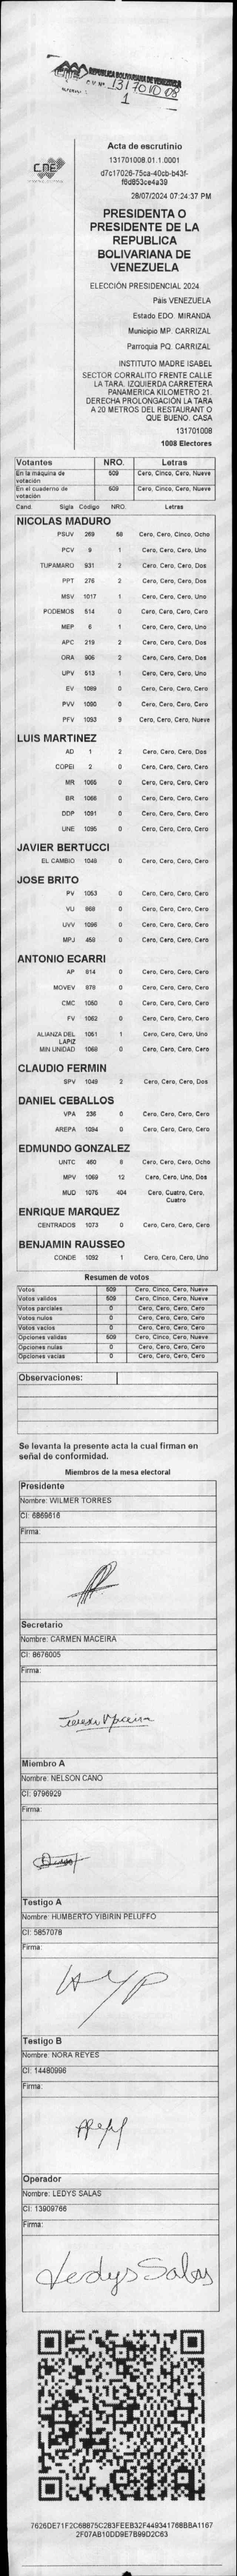 REPUBLICA BOLIVARIANA DE VENEZUELA
131701008
1
CNE
Acta de escrutinio
131701008.01.1.0001
d7c17026-75ca-40cb-b43f-
f6d853ce4a39
28/07/2024 07:24:37 PM
PRESIDENTA O
PRESIDENTE DE LA
REPUBLICA
BOLIVARIANA DE
VENEZUELA
ELECCIÓN PRESIDENCIAL 2024
País VENEZUELA
Estado EDO. MIRANDA
Municipio MP. CARRIZAL
Parroquia PQ. CARRIZAL
INSTITUTO MADRE ISABEL
SECTOR CORRALITO FRENTE CALLE
LA TARA. IZQUIERDA CARRETERA
PANAMERICA KILOMETRO 21.
DERECHA PROLONGACIÓN LA TARA
A 20 METROS DEL RESTAURANT O
QUE BUENO. CASA
131701008
1008 Electores
Votantes NRO. Letras
En la máquina de votación 509 Cero, Cinco, Cero, Nueve
En el cuaderno de votación 509 Cero, Cinco, Cero, Nueve
Cand. Sigla Código NRO. Letras
NICOLAS MADURO
PSUV 269 58 Cero, Cero, Cinco, Ocho
PCV 9 1 Cero, Cero, Cero, Uno
TUPAMARO 931 2 Cero, Cero, Cero, Dos
PPT 276 2 Cero, Cero, Cero, Dos
MSV 1017 1 Cero, Cero, Cero, Uno
PODEMOS 514 0 Cero, Cero, Cero, Cero
MEP 6 1 Cero, Cero, Cero, Uno
APC 219 2 Cero, Cero, Cero, Dos
ORA 906 2 Cero, Cero, Cero, Dos
UPV 513 1 Cero, Cero, Cero, Uno
EV 1089 0 Cero, Cero, Cero, Cero
PVV 1090 0 Cero, Cero, Cero, Cero
PFV 1093 9 Cero, Cero, Cero, Nueve
LUIS MARTINEZ
AD 1 2 Cero, Cero, Cero, Dos
COPEI 2 0 Cero, Cero, Cero, Cero
MR 1066 0 Cero, Cero, Cero, Cero
BR 1068 0 Cero, Cero, Cero, Cero
DDP 1091 0 Cero, Cero, Cero, Cero
UNE 1095 0 Cero, Cero, Cero, Cero
JAVIER BERTUCCI
EL CAMBIO 1048 0 Cero, Cero, Cero, Cero
JOSE BRITO
PV 1053 0 Cero, Cero, Cero, Cero
VU 868 0 Cero, Cero, Cero, Cero
UVV 1096 0 Cero, Cero, Cero, Cero
MPJ 458 0 Cero, Cero, Cero, Cero
ANTONIO ECARRI
AP 814 0 Cero, Cero, Cero, Cero
MOVEV 978 0 Cero, Cero, Cero, Cero
CMC 1050 0 Cero, Cero, Cero, Cero
FV 1062 0 Cero, Cero, Cero, Cero
ALIANZA DEL LAPIZ 1051 1 Cero, Cero, Cero, Uno
MIN UNIDAD 1068 0 Cero, Cero, Cero, Cero
CLAUDIO FERMIN
SPV 1049 2 Cero, Cero, Cero, Dos
DANIEL CEBALLOS
VPA 236 0 Cero, Cero, Cero, Cero
AREPA 1094 0 Cero, Cero, Cero, Cero
EDMUNDO GONZALEZ
UNTC 460 8 Cero, Cero, Cero, Ocho
MPV 1069 12 Cero, Cero, Uno, Dos
MUD 1075 404 Cero, Cuatro, Cero, Cuatro
ENRIQUE MARQUEZ
CENTRADOS 1073 0 Cero, Cero, Cero, Cero
BENJAMIN RAUSSEO
CONDE 1092 1 Cero, Cero, Cero, Uno
Resumen de votos
Votos 509 Cero, Cinco, Cero, Nueve
Votos validos 509 Cero, Cinco, Cero, Nueve
Votos parciales 0 Cero, Cero, Cero, Cero
Votos nulos 0 Cero, Cero, Cero, Cero
Votos vacios 0 Cero, Cero, Cero, Cero
Opciones validas 509 Cero, Cinco, Cero, Nueve
Opciones nulas 0 Cero, Cero, Cero, Cero
Opciones vacias 0 Cero, Cero, Cero, Cero
Observaciones:
Se levanta la presente acta la cual firman en
señal de conformidad.
Miembros de la mesa electoral
Presidente
Nombre: WILMER TORRES
CI: 6869616
Firma:
Secretario
Nombre: CARMEN MACEIRA
CI: 8676005
Firma:
Miembro A
Nombre: NELSON CANO
CI: 9796929
Firma:
Testigo A
Nombre: HUMBERTO YIBIRIN PELUFFO
CI: 5857078
Firma:
Testigo B
Nombre: NORA REYES
CI: 14480996
Firma:
Operador
Nombre: LEDYS SALAS
CI: 13909766
Firma:
Ledys Salas
7626DE71F2C68875C283FEEB32F449341768BBA1167
2F07AB10DD9E7B99D2C63